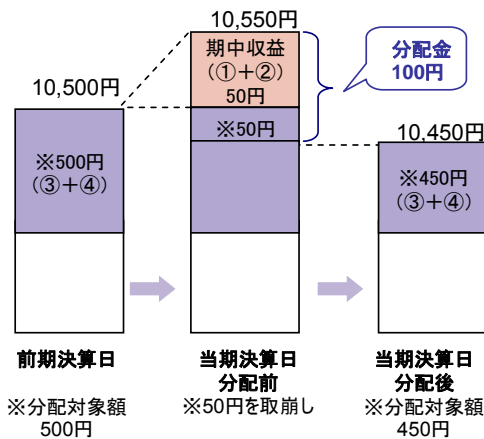 10,550円
期中収益
(①+②)
50円
分配金
100円
10,500円
※50円
10,450円
※500円
(③+④)
※450円
(③+④)
前期決算日
当期決算日
分配前
当期決算日
分配後
※分配対象額
500円
※50円を取崩し
※分配対象額
450円